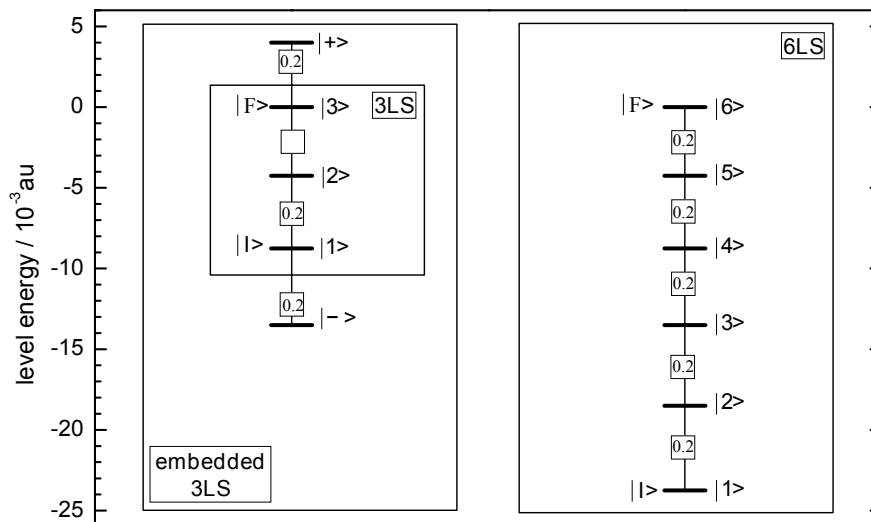 level energy / 10⁻³au
5
0
-5
-10
-15
-20
-25
|+>
0.2
|F>
|3>
3LS
|2>
0.2
|I>
|1>
0.2
|− >
embedded
3LS
6LS
|F>
|6>
0.2
|5>
0.2
|4>
0.2
|3>
0.2
|2>
0.2
|I>
|1>